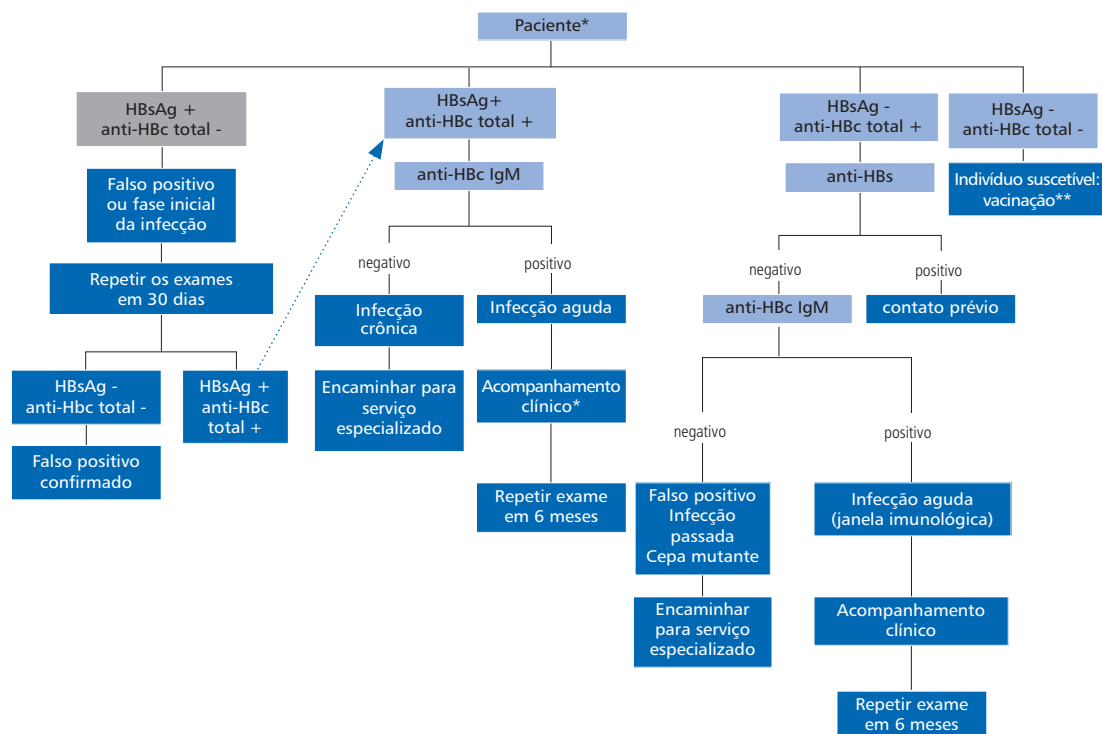 Paciente*
HBsAg +
anti-HBc total -
HBsAg+
anti-HBc total +
HBsAg -
anti-HBc total +
HBsAg -
anti-HBc total -
Falso positivo
ou fase inicial
da infecção
anti-HBc IgM
anti-HBs
Indivíduo suscetível:
vacinação**
Repetir os exames
em 30 dias
negativo
positivo
negativo
positivo
Infecção
crônica
Infecção aguda
anti-HBc IgM
contato prévio
HBsAg -
anti-Hbc total -
HBsAg +
anti-HBc
total +
Encaminhar para
serviço
especializado
Acompanhamento
clínico*
negativo
positivo
Falso positivo
confirmado
Repetir exame
em 6 meses
Falso positivo
Infecção
passada
Cepa mutante
Infecção aguda
(janela imunológica)
Encaminhar
para serviço
especializado
Acompanhamento
clínico
Repetir exame
em 6 meses